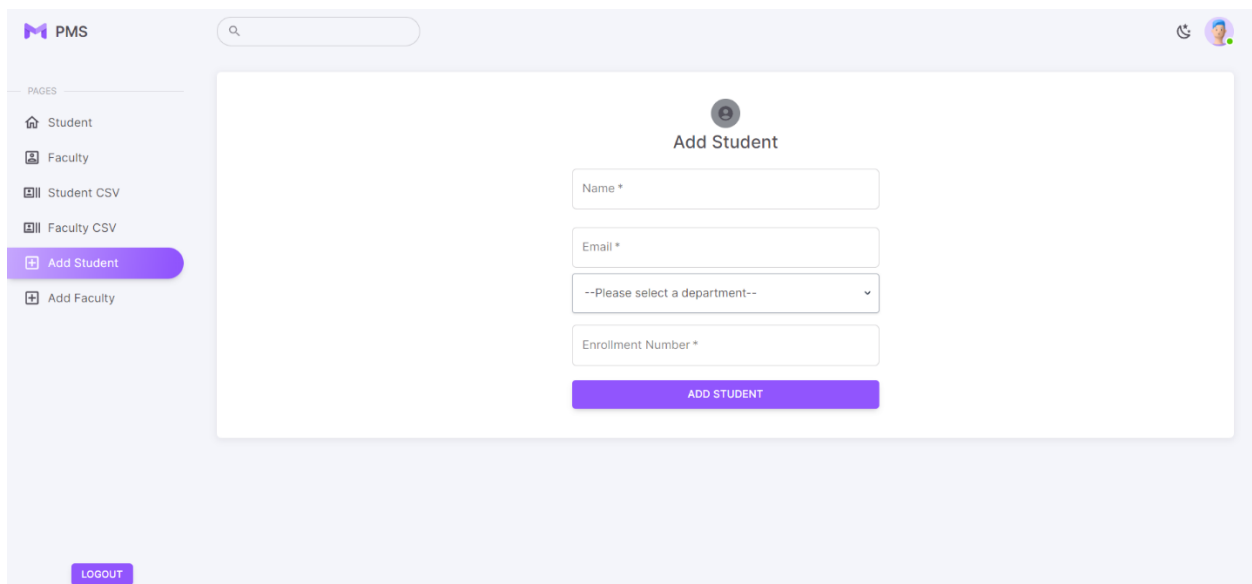 PMS
PAGES
Student
Faculty
Student CSV
Faculty CSV
Add Student
Add Faculty
LOGOUT
Add Student
Name *
Email *
--Please select a department--
Enrollment Number *
ADD STUDENT